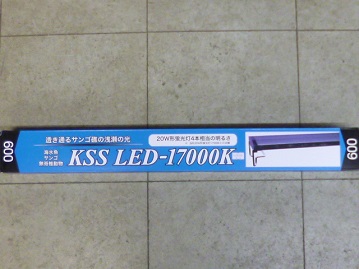 600
透き通るサンゴ礁の浅瀬の光
20W形蛍光灯4本相当の明るさ
海水魚
サンゴ
無脊椎動物
KSS LED-17000K
600